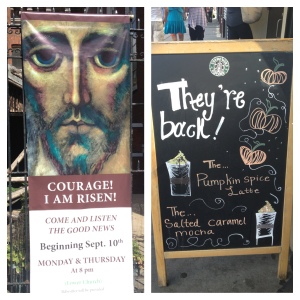 COURAGE!
I AM RISEN!
COME AND LISTEN
THE GOOD NEWS
Beginning Sept. 10th
MONDAY & THURSDAY
At 8 pm
They're
back!
The...
Pumpkin spice
Latte
The...
Salted caramel
mocha